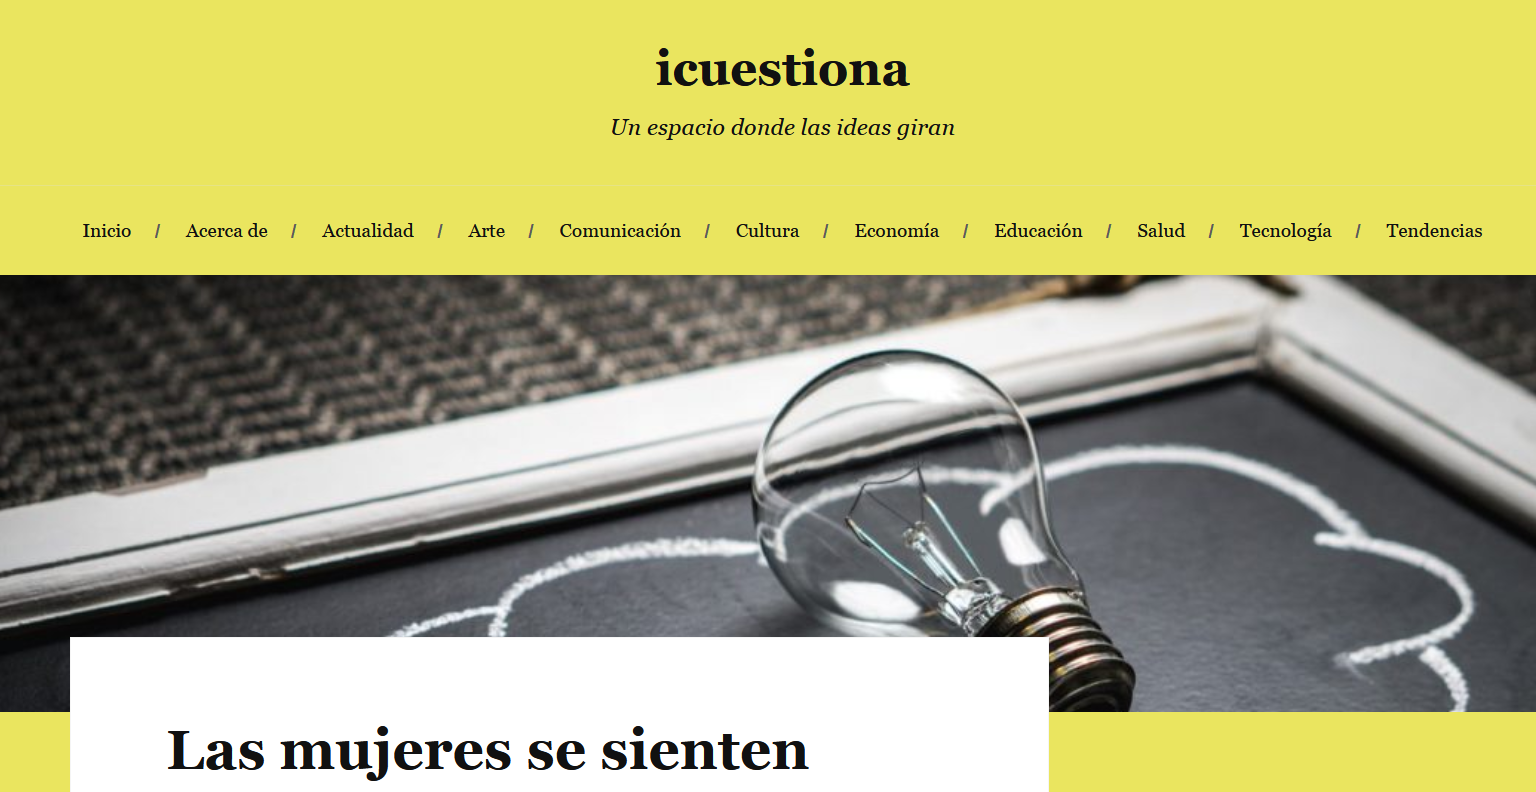 icuestiona
Un espacio donde las ideas giran
Inicio / Acerca de / Actualidad / Arte / Comunicación / Cultura / Economía / Educación / Salud / Tecnología / Tendencias
Las mujeres se sienten